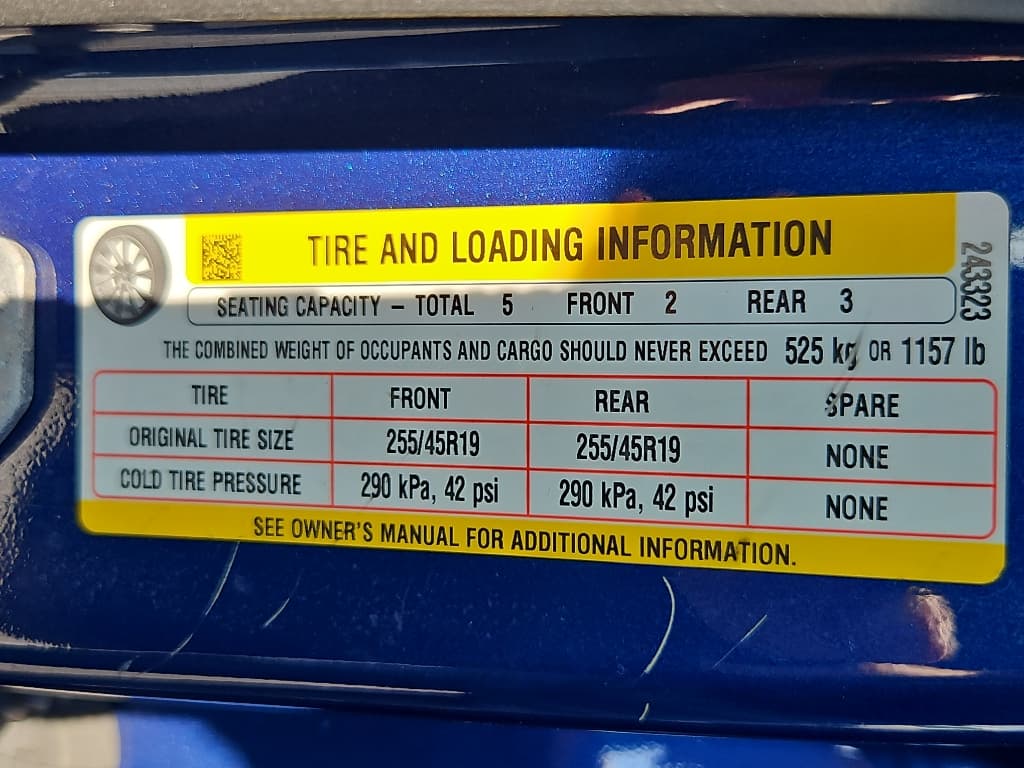 TIRE AND LOADING INFORMATION
243323
SEATING CAPACITY – TOTAL 5 FRONT 2 REAR 3
THE COMBINED WEIGHT OF OCCUPANTS AND CARGO SHOULD NEVER EXCEED 525 kg OR 1157 lb
TIRE FRONT REAR SPARE
ORIGINAL TIRE SIZE 255/45R19 255/45R19 NONE
COLD TIRE PRESSURE 290 kPa, 42 psi 290 kPa, 42 psi NONE
SEE OWNER'S MANUAL FOR ADDITIONAL INFORMATION.